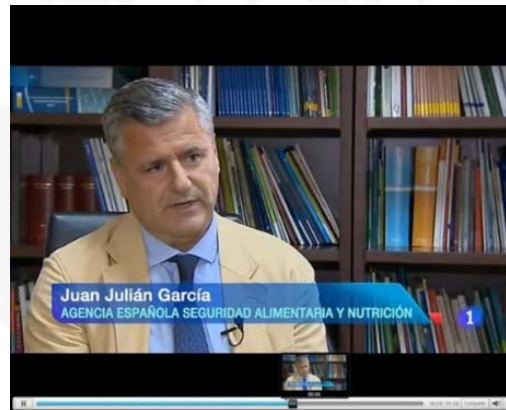 Juan Julián García
AGENCIA ESPAÑOLA SEGURIDAD ALIMENTARIA Y NUTRICIÓN
1